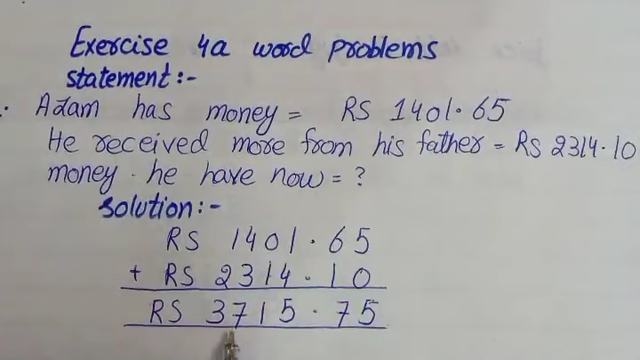 Exercise 4a word problems
statement:-
Azam has money = RS 1401.65
He received more from his father = RS 2314.10
money. he have now = ?
Solution:-
RS 1401.65
+ RS 2314.10
RS 3715.75